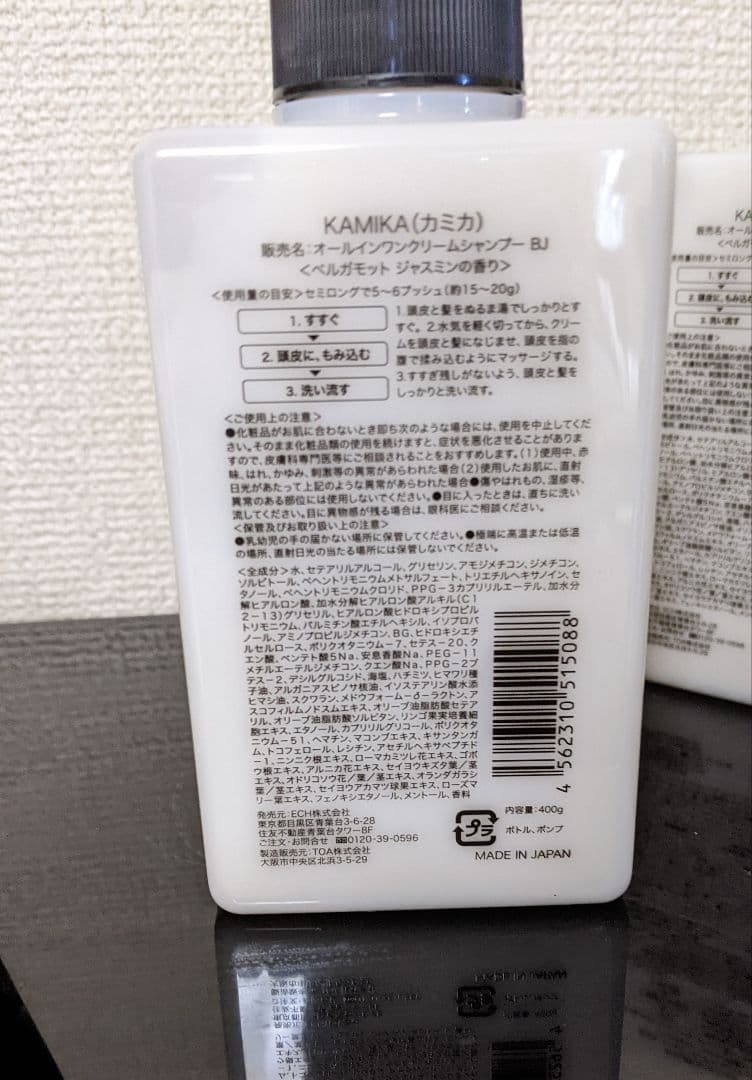 KAMIKA(カミカ)
販売名:オールインワンクリームシャンプー BJ
<ベルガモット ジャスミンの香り>
<使用量の目安>セミロングで5~6プッシュ(約15~20g)
1. すすぐ
2. 頭皮に、もみ込む
3. 洗い流す
1.頭皮と髪をぬるま湯でしっかりとす
すぐ。2.水気を軽く切ってから、クリー
ムを頭皮と髪になじませ、頭皮を指の
腹で揉み込むようにマッサージする。
3.すすぎ残しがないよう、頭皮と髪を
しっかりと洗い流す。
<ご使用上の注意>
●化粧品がお肌に合わないとき即ち次のような場合には、使用を中止してくだ
さい。そのまま化粧品類の使用を続けますと、症状を悪化させることがありま
すので、皮膚科専門医等にご相談されることをおすすめします。(1)使用中、赤
味、はれ、かゆみ、刺激等の異常があらわれた場合(2)使用したお肌に、直射
日光があたって上記のような異常があらわれた場合●傷やはれもの、湿疹等、
異常のある部位には使用しないでください。●目に入ったときは、直ちに洗い
流してください。目に異物感が残る場合は、眼科医にご相談ください。
<保管及びお取り扱い上の注意>
●乳幼児の手の届かない場所に保管してください。●極端に高温または低温
の場所、直射日光の当たる場所には保管しないでください。
<全成分>水、セテアリルアルコール、グリセリン、アモジメチコン、ジメチコン、
ソルビトール、ベヘントリモニウムメトサルフェート、トリエチルヘキサノイン、セ
タノール、ベヘントリモニウムクロリド、PPG-3カプリリルエーテル、加水分
解ヒアルロン酸、加水分解ヒアルロン酸アルキル(C1
2-13)グリセリル、ヒアルロン酸ヒドロキシプロピル
トリモニウム、パルミチン酸エチルヘキシル、イソプロパ
ノール、アミノプロピルジメチコン、BG、ヒドロキシエチ
ルセルロース、ポリクオタニウム-7、セテス-20、ク
エン酸、ペンテト酸5Na、安息香酸Na、PEG-11
メチルエーテルジメチコン、クエン酸Na、PPG-2ブ
テス-2、デシルグルコシド、海塩、ハチミツ、ヒマワリ種
子油、アルガニアスピノサ核油、イソステアリン酸水添
ヒマシ油、スクワラン、メドウフォーム-δ-ラクトン、ア
スコフィルムノドスムエキス、オリーブ油脂肪酸セテア
リル、オリーブ油脂肪酸ソルビタン、リンゴ果実培養細
胞エキス、エタノール、カプリリルグリコール、ポリクオタ
ニウム-51、ヘマチン、マコンブエキス、キサンタンガ
ム、トコフェロール、レシチン、アセチルヘキサペプチド
-1、ニンニク根エキス、ローマカミツレ花エキス、ゴボ
ウ根エキス、アルニカ花エキス、セイヨウキズタ葉/茎
エキス、オドリコソウ花/葉/茎エキス、オランダガラシ
葉/茎エキス、セイヨウアカマツ球果エキス、ローズマ
リー葉エキス、フェノキシエタノール、メントール、香料
4 562310 515088
発売元:ECH株式会社
東京都目黒区青葉台3-6-28
住友不動産青葉台タワー8F
ご注文・お問合せ 0120-39-0596
製造販売元:TOA株式会社
大阪市中央区北浜3-5-29
プラ
内容量:400g
ボトル、ポンプ
MADE IN JAPAN